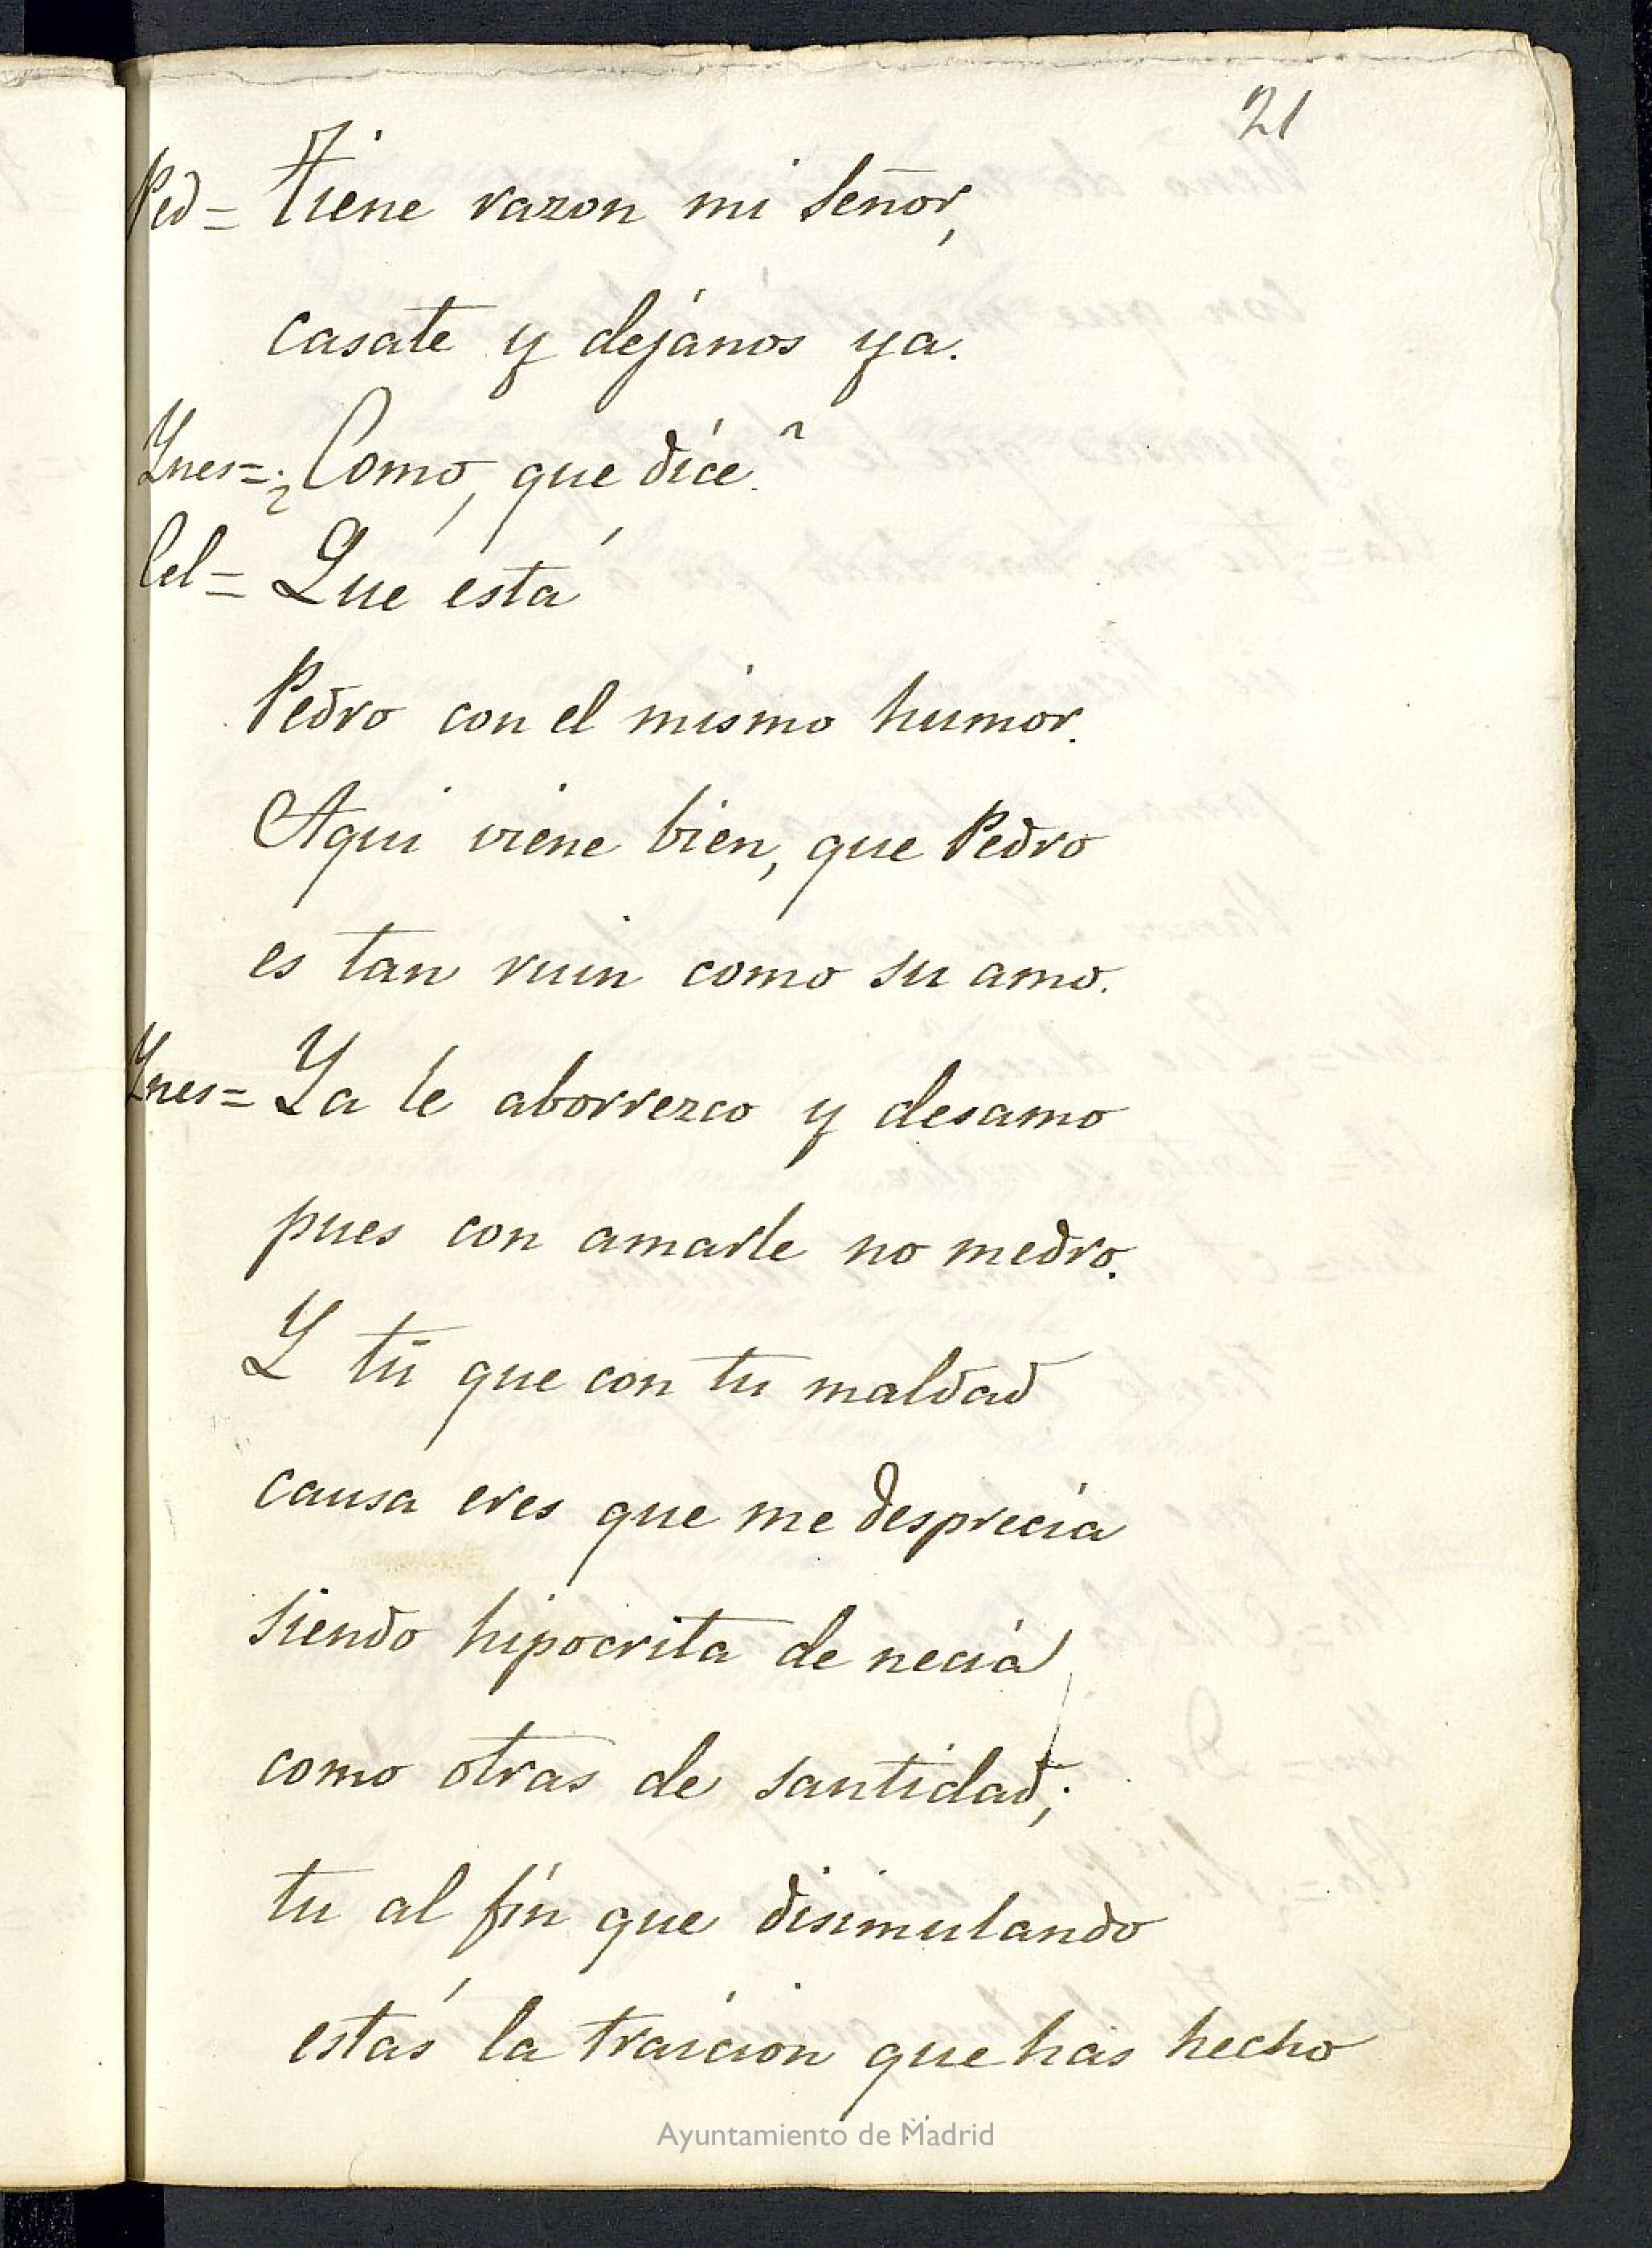 21
Ped= Tiene razon mi Señor,
casate y dejános ya.
Ynes=¿Como, que dice?
Cel= Que está
Pedro con el mismo humor.
Aqui viene bien, que Pedro
es tan ruin como su amo.
Ynes= Ya le aborrezco y desamo
pues con amarle no medro.
Y tú que con tu maldad
causa eres que me desprecia
siendo hipocrita de necia
como otras de santidad;
tu al fin que disimulando
estás la traicion que has hecho
Ayuntamiento de Madrid